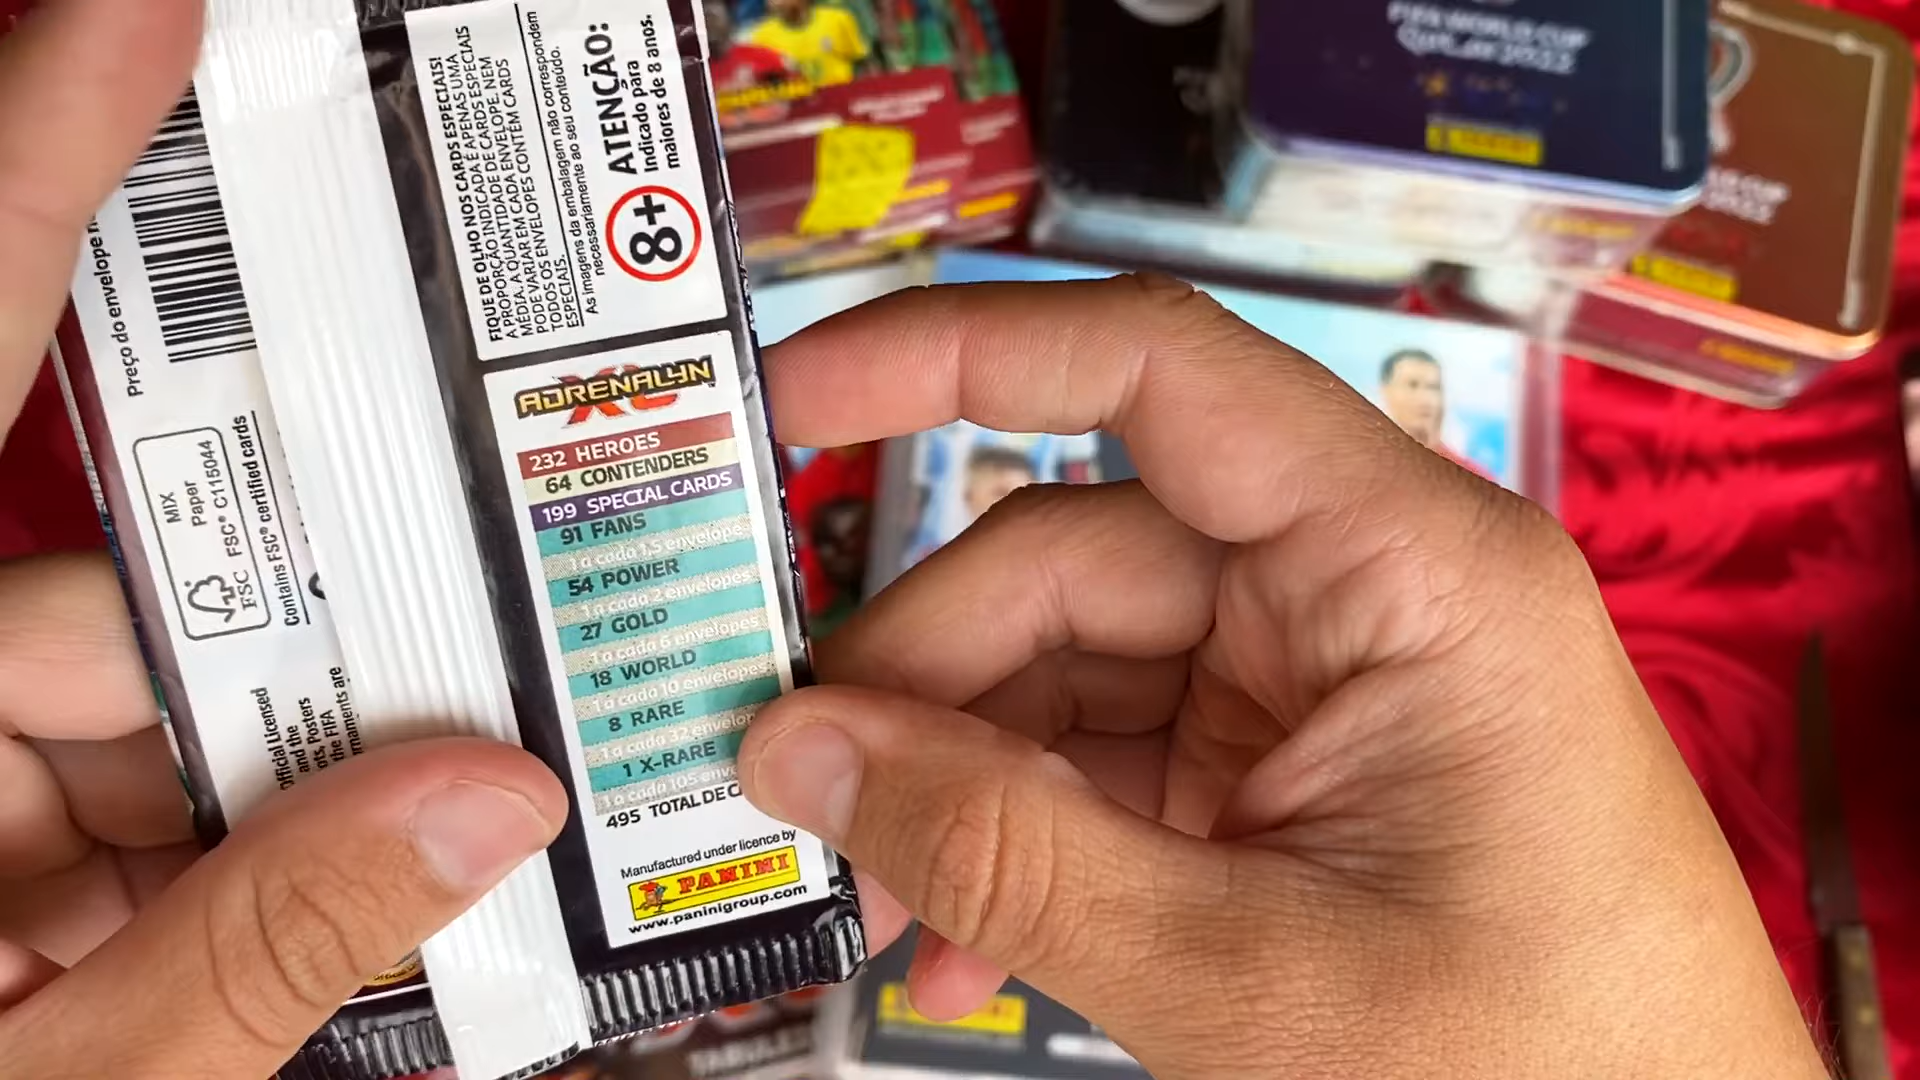 FIQUE DE OLHO NOS CARDS ESPECIAIS!
A PROPORÇÃO INDICADA É APENAS UMA
MÉDIA. A QUANTIDADE DE CARDS ESPECIAIS
PODE VARIAR EM CADA ENVELOPE. NEM
TODOS OS ENVELOPES CONTÊM CARDS
ESPECIAIS.
As imagens da embalagem não correspondem
necessariamente ao seu conteúdo.
8+
ATENÇÃO:
Indicado para
maiores de 8 anos.
Preço do envelope
MIX
Paper
FSC
FSC® C115044
Contains FSC® certified cards
Official Licensed
and the
Posters
the FIFA
are
ADRENALYN
XL
232 HEROES
64 CONTENDERS
199 SPECIAL CARDS
91 FANS
1 a cada 1,5 envelope
54 POWER
1 a cada 2 envelopes
27 GOLD
1 a cada 6 envelopes
18 WORLD
1 a cada 10 envelopes
8 RARE
1 a cada 32 envelop
1 X-RARE
1 a cada 105 enve
495 TOTAL DE C
Manufactured under licence by
PANINI
www.paninigroup.com
FIFA WORLD CUP
Qatar 2022
PANINI